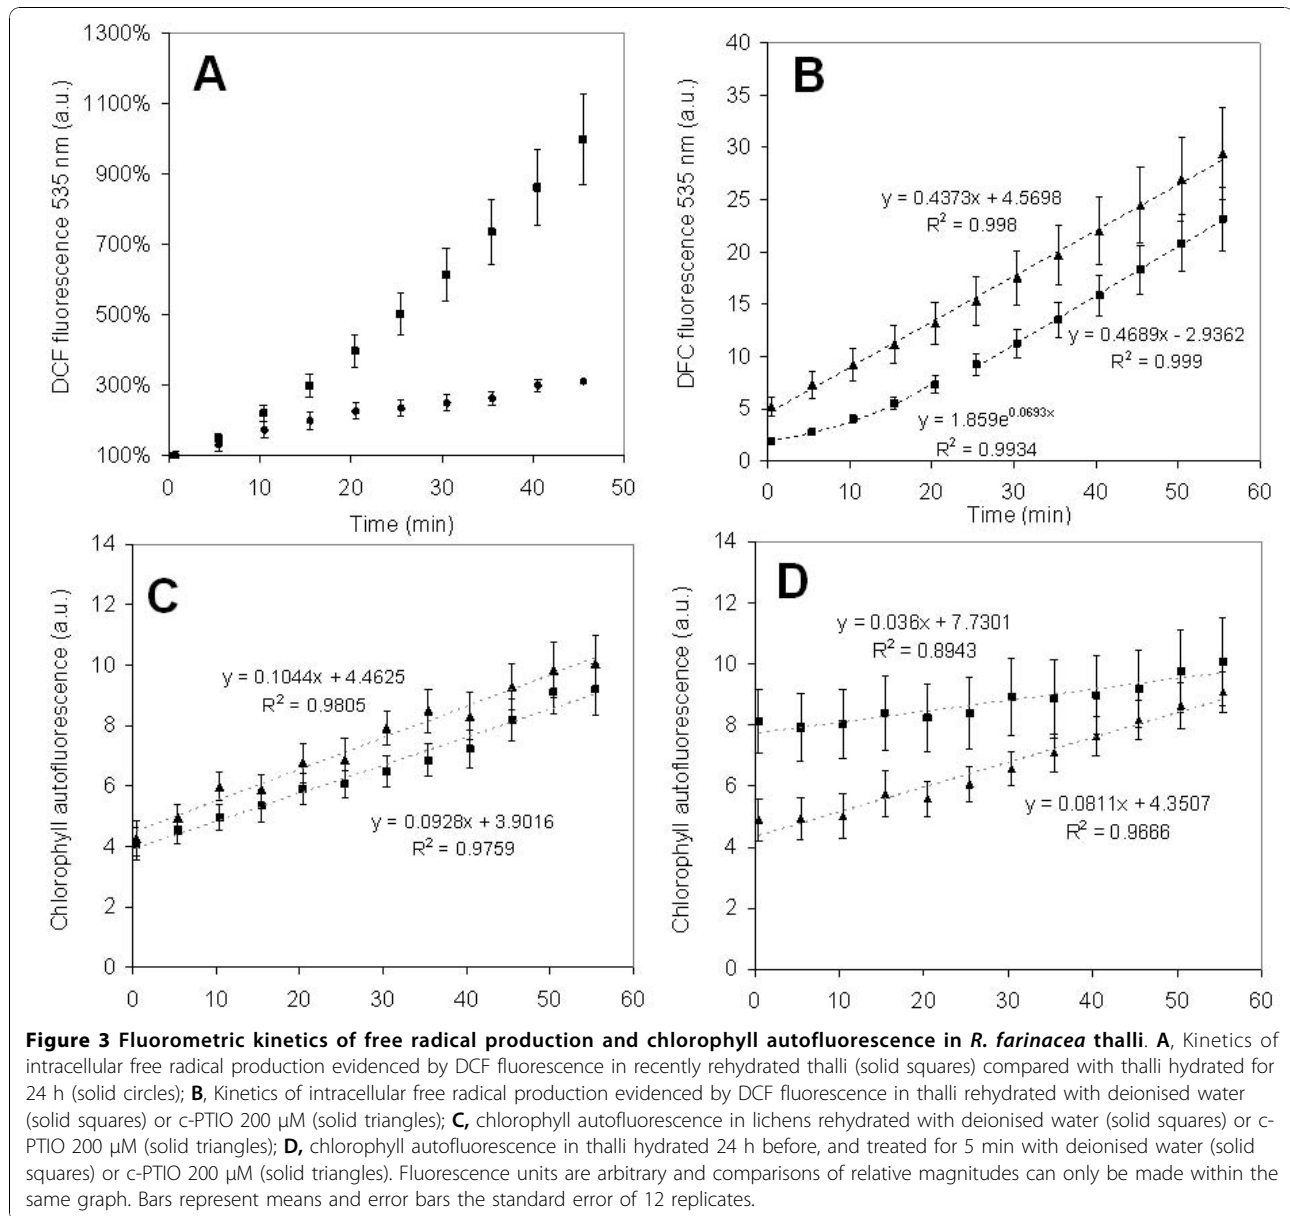 1300%
1100%
900%
700%
500%
300%
100%
DCF fluorescence 535 nm (a.u.)
A
0 10 20 30 40 50
Time (min)
40
35
30
25
20
15
10
5
0
DFC fluorescence 535 nm (a.u.)
B
y = 0.4373x + 4.5698
R² = 0.998
y = 0.4689x - 2.9362
R² = 0.999
y = 1.859e^0.0693x
R² = 0.9934
0 10 20 30 40 50 60
Time (min)
14
12
10
8
6
4
2
0
Chlorophyll autofluorescence (a.u.)
C
y = 0.1044x + 4.4625
R² = 0.9805
y = 0.0928x + 3.9016
R² = 0.9759
0 10 20 30 40 50 60
14
12
10
8
6
4
2
0
Chlorophyll autofluorescence (a.u.)
D
y = 0.036x + 7.7301
R² = 0.8943
y = 0.0811x + 4.3507
R² = 0.9666
0 10 20 30 40 50 60
Figure 3 Fluorometric kinetics of free radical production and chlorophyll autofluorescence in R. farinacea thalli. A, Kinetics of
intracellular free radical production evidenced by DCF fluorescence in recently rehydrated thalli (solid squares) compared with thalli hydrated for
24 h (solid circles); B, Kinetics of intracellular free radical production evidenced by DCF fluorescence in thalli rehydrated with deionised water
(solid squares) or c-PTIO 200 μM (solid triangles); C, chlorophyll autofluorescence in lichens rehydrated with deionised water (solid squares) or c-
PTIO 200 μM (solid triangles); D, chlorophyll autofluorescence in thalli hydrated 24 h before, and treated for 5 min with deionised water (solid
squares) or c-PTIO 200 μM (solid triangles). Fluorescence units are arbitrary and comparisons of relative magnitudes can only be made within the
same graph. Bars represent means and error bars the standard error of 12 replicates.